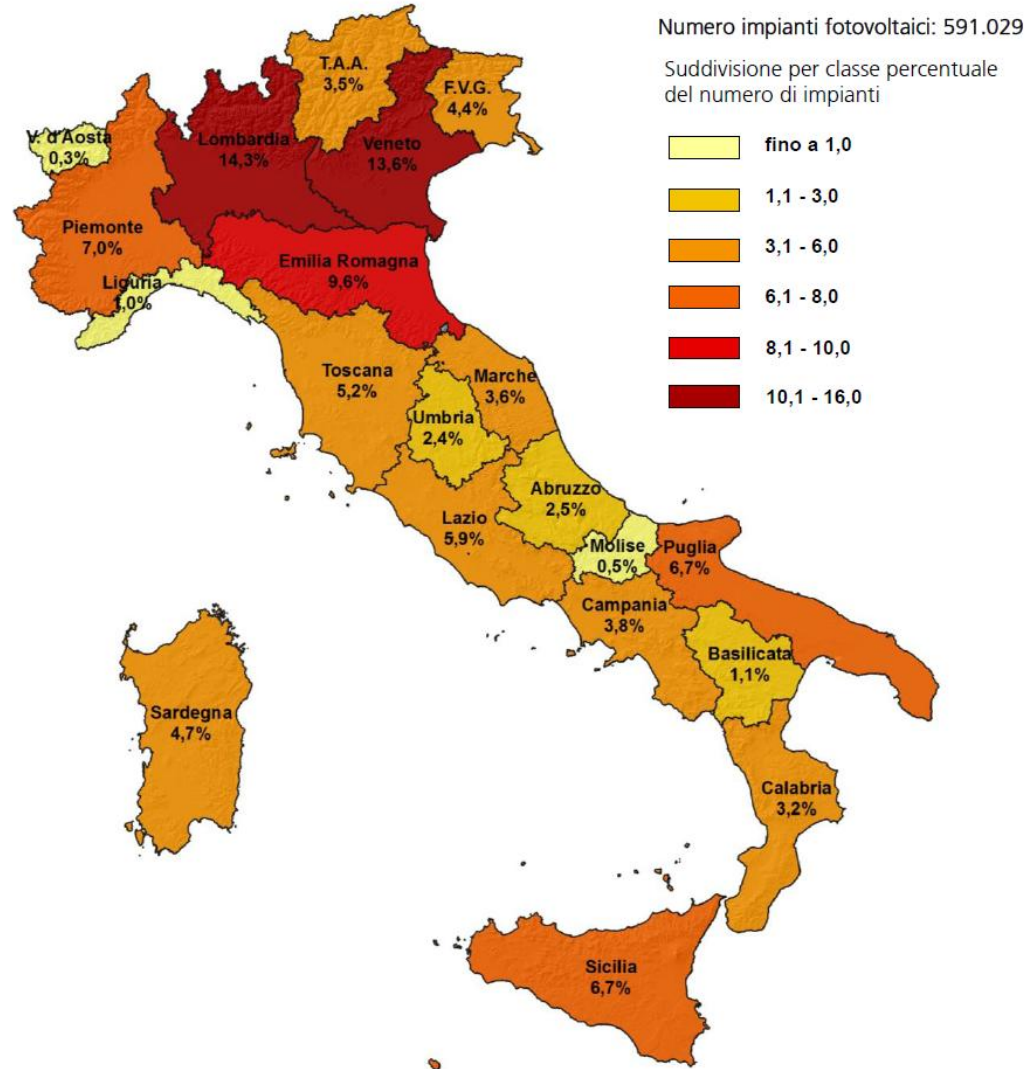 Numero impianti fotovoltaici: 591.029
Suddivisione per classe percentuale
del numero di impianti
fino a 1,0
1,1 - 3,0
3,1 - 6,0
6,1 - 8,0
8,1 - 10,0
10,1 - 16,0
T.A.A.
3,5%
F.V.G.
4,4%
V. d'Aosta
0,3%
Lombardia
14,3%
Veneto
13,6%
Piemonte
7,0%
Emilia Romagna
9,6%
Liguria
1,0%
Toscana
5,2%
Marche
3,6%
Umbria
2,4%
Abruzzo
2,5%
Lazio
5,9%
Molise
0,5%
Puglia
6,7%
Campania
3,8%
Basilicata
1,1%
Sardegna
4,7%
Calabria
3,2%
Sicilia
6,7%